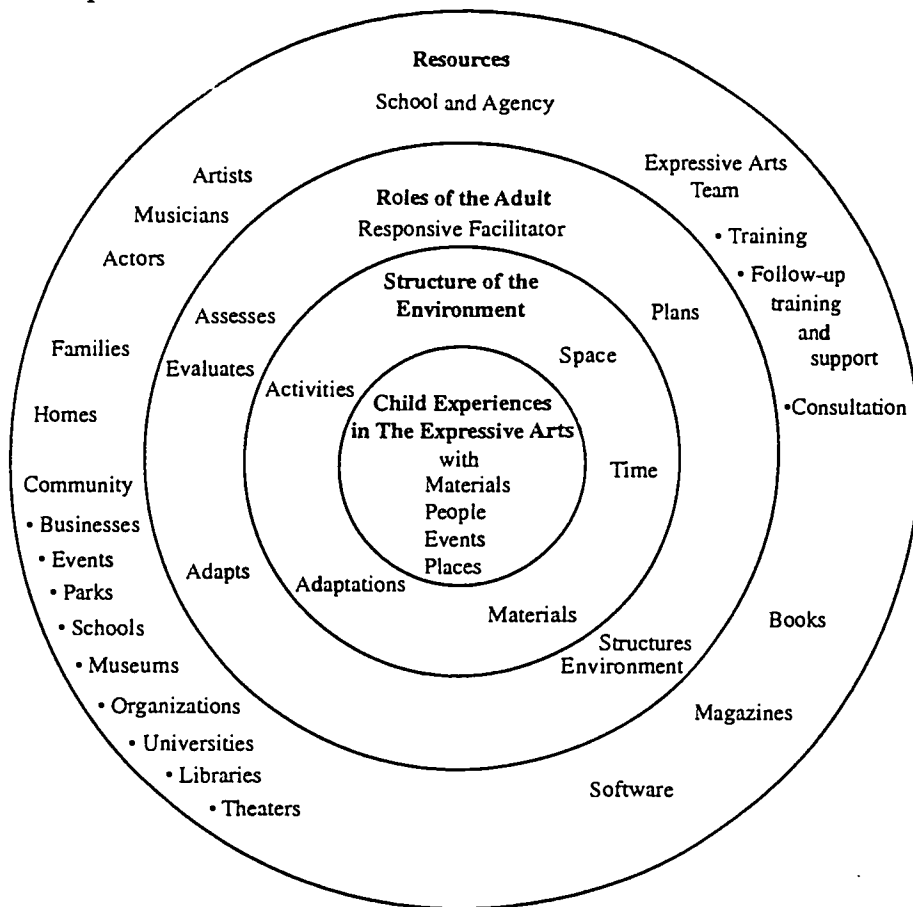 Resources
School and Agency
Artists
Musicians
Actors
Families
Homes
Community
• Businesses
• Events
• Parks
• Schools
• Museums
• Organizations
• Universities
• Libraries
• Theaters
Expressive Arts
Team
• Training
• Follow-up
training
and
support
•Consultation
Books
Magazines
Software
Roles of the Adult
Responsive Facilitator
Assesses
Evaluates
Adapts
Plans
Structures
Environment
Structure of the
Environment
Activities
Adaptations
Space
Time
Materials
Child Experiences
in The Expressive Arts
with
Materials
People
Events
Places